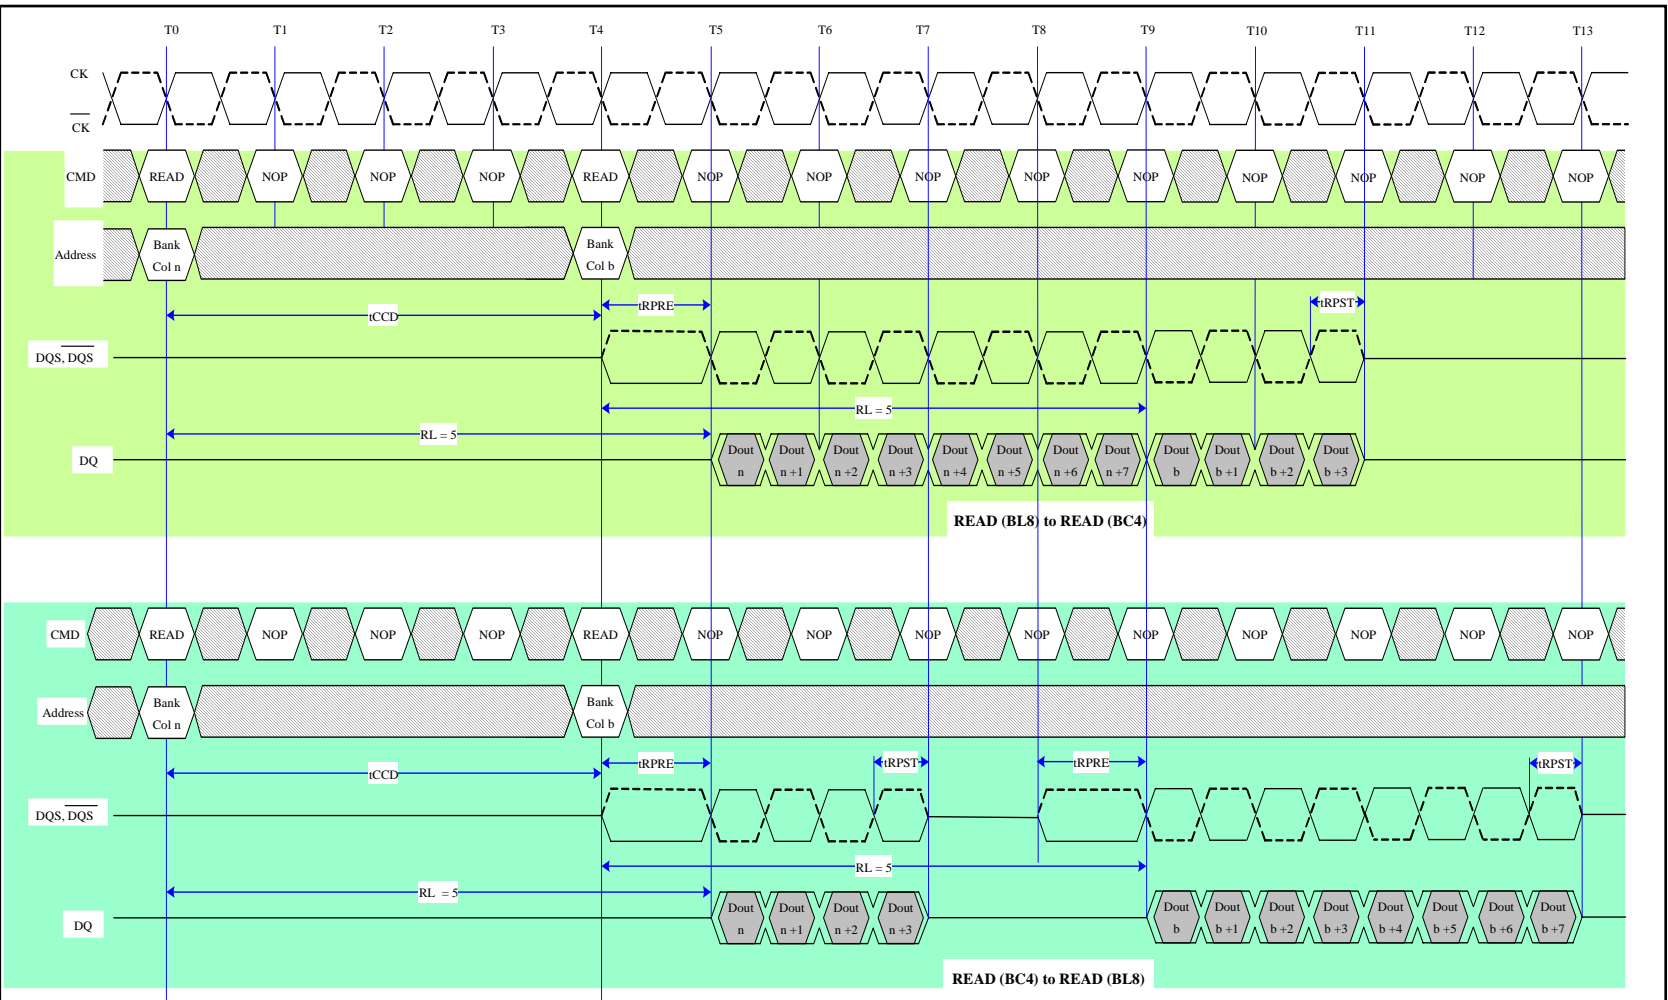 T0 T1 T2 T3 T4 T5 T6 T7 T8 T9 T10 T11 T12 T13
CK
CK
CMD READ NOP NOP NOP READ NOP NOP NOP NOP NOP NOP NOP NOP NOP
Address
Bank
Col n
Bank
Col b
tCCD
tRPRE
tRPST
DQS, DQS
RL = 5
RL = 5
DQ
Dout n
Dout n +1
Dout n +2
Dout n +3
Dout n +4
Dout n +5
Dout n +6
Dout n +7
Dout b
Dout b +1
Dout b +2
Dout b +3
READ (BL8) to READ (BC4)
CMD READ NOP NOP NOP READ NOP NOP NOP NOP NOP NOP NOP NOP NOP
Address
Bank
Col n
Bank
Col b
tCCD
tRPRE
tRPST
tRPRE
tRPST
DQS, DQS
RL = 5
RL = 5
DQ
Dout n
Dout n +1
Dout n +2
Dout n +3
Dout b
Dout b +1
Dout b +2
Dout b +3
Dout b +4
Dout b +5
Dout b +6
Dout b +7
READ (BC4) to READ (BL8)